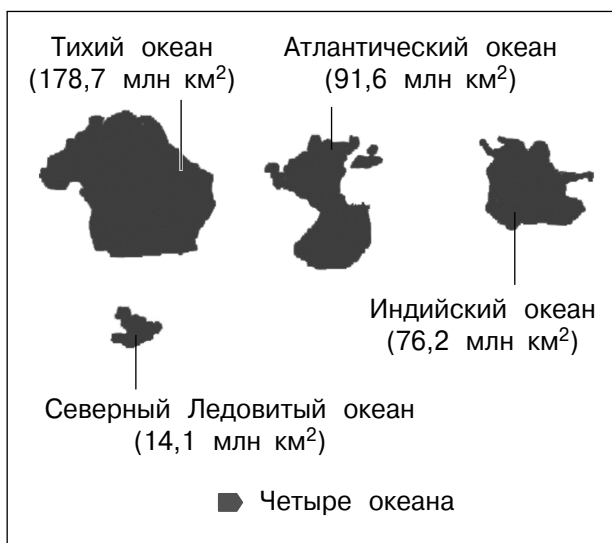 Тихий океан
(178,7 млн км²)
Атлантический океан
(91,6 млн км²)
Индийский океан
(76,2 млн км²)
Северный Ледовитый океан
(14,1 млн км²)
Четыре океана